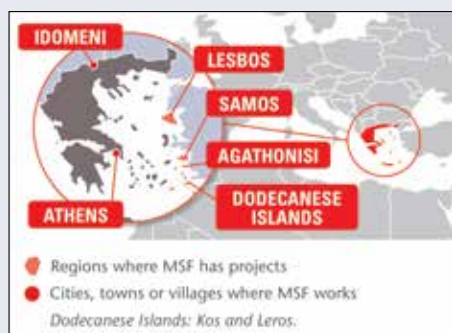 IDOMENI
LESBOS
SAMOS
AGATHONISI
DODECANESE
ISLANDS
ATHENS
Regions where MSF has projects
Cities, towns or villages where MSF works
Dodecanese Islands: Kos and Leros.